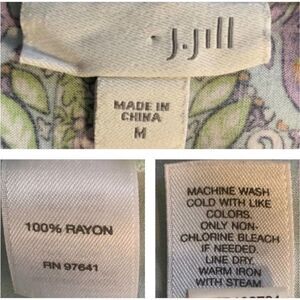 J.Jill
MADE IN
CHINA
M
100% RAYON
RN 97641
MACHINE WASH
COLD WITH LIKE
COLORS.
ONLY NON-
CHLORINE BLEACH
IF NEEDED.
LINE DRY.
WARM IRON
WITH STEAM